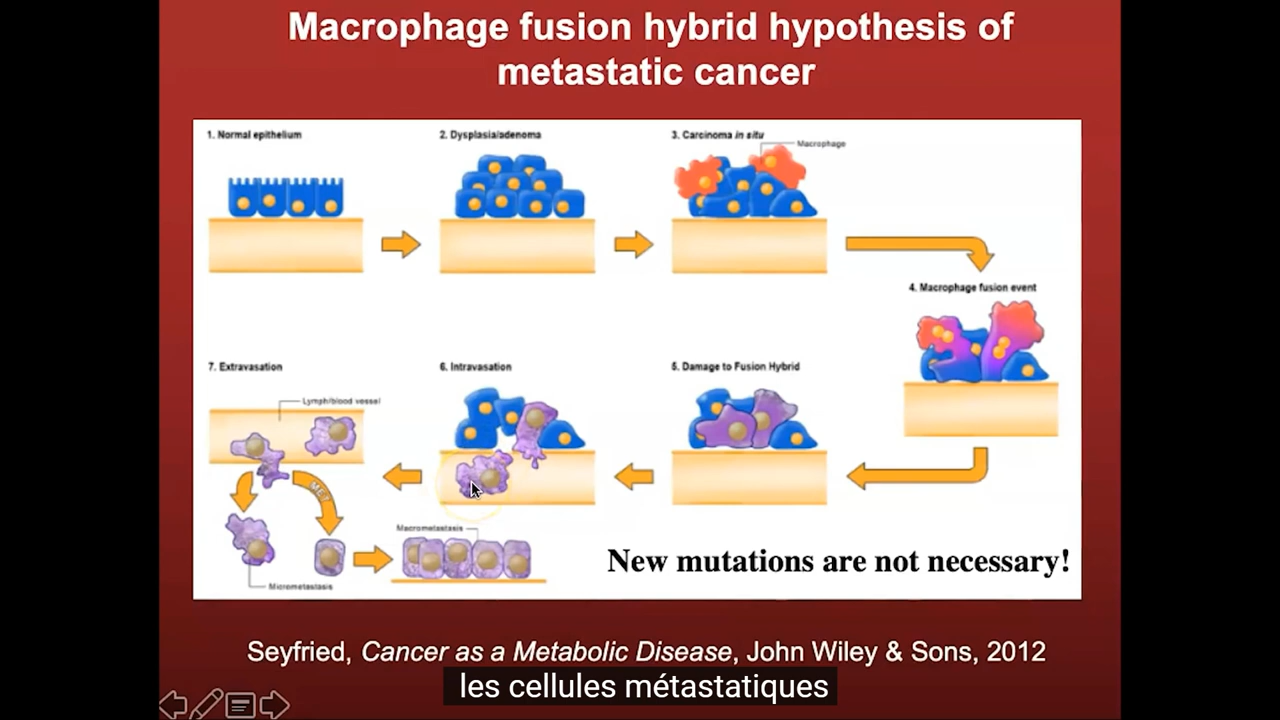 Macrophage fusion hybrid hypothesis of
metastatic cancer
1. Normal epithelium
2. Dysplasia/adenoma
3. Carcinoma in situ
Macrophage
4. Macrophage fusion event
7. Extravasation
6. Intravasation
5. Damage to Fusion Hybrid
Lymph/blood vessel
MET
Macrometastasis
Micrometastasis
New mutations are not necessary!
Seyfried, Cancer as a Metabolic Disease, John Wiley & Sons, 2012
les cellules métastatiques